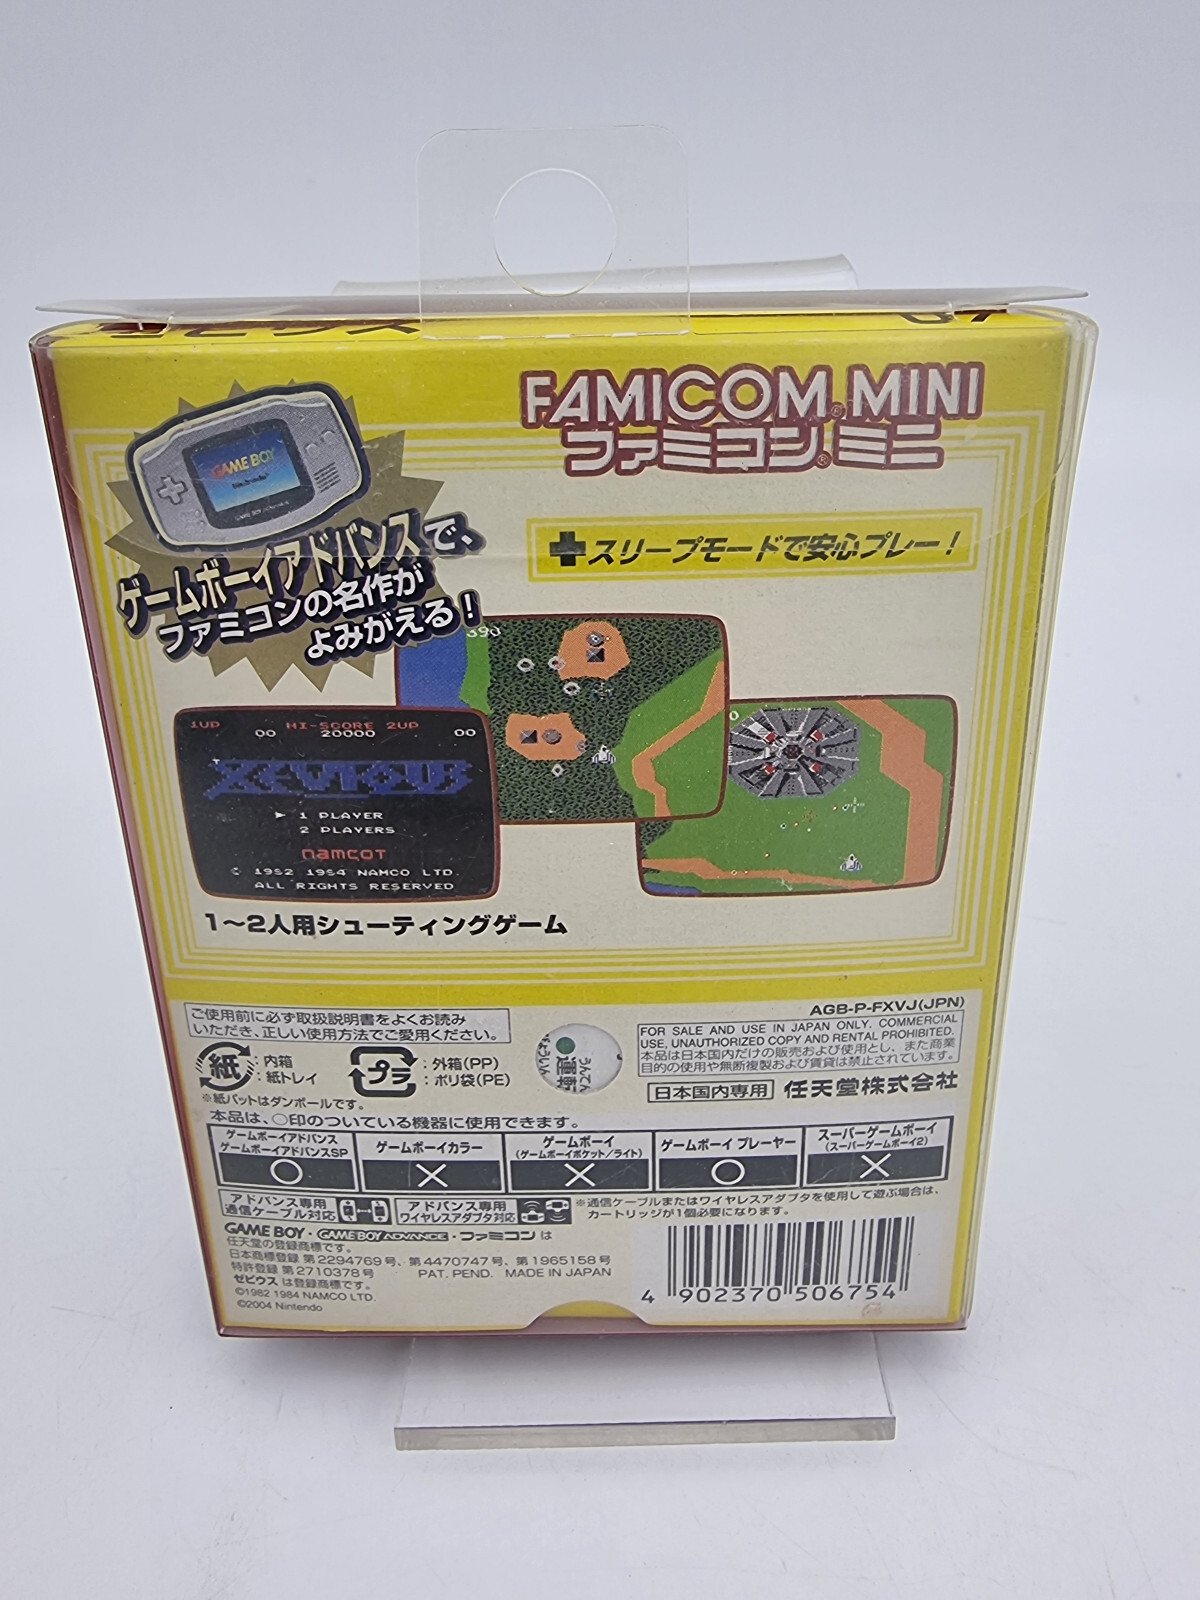 ゼビウス
07
FAMICOM MINI
ファミコンミニ
GAME BOY
ゲームボーイアドバンスで、
ファミコンの名作が
よみがえる!
スリープモードで安心プレー!
1UP HI-SCORE 2UP
00 20000 00
XEVIOUS
1 PLAYER
2 PLAYERS
namcot
© 1982 1984 NAMCO LTD.
ALL RIGHTS RESERVED
1〜2人用シューティングゲーム
AGB-P-FXVJ(JPN)
ご使用前に必ず取扱説明書をよくお読み
いただき、正しい使用方法でご愛用ください。
FOR SALE AND USE IN JAPAN ONLY. COMMERCIAL
USE, UNAUTHORIZED COPY AND RENTAL PROHIBITED.
本品は日本国内だけの販売および使用とし、また商業
目的の使用や無断複製および賃貸は禁止されています。
日本国内専用 任天堂株式会社
紙 :内箱
:紙トレイ
プラ :外箱(PP)
:ポリ袋(PE)
※紙パットはダンボールです。
うんてん
運転
本品は、○印のついている機器に使用できます。
ゲームボーイアドバンス
ゲームボーイアドバンスSP
○
ゲームボーイカラー
×
ゲームボーイ
(ゲームボーイポケット/ライト)
×
ゲームボーイ プレーヤー
○
スーパーゲームボーイ
(スーパーゲームボーイ2)
×
アドバンス専用
通信ケーブル対応
アドバンス専用
ワイヤレスアダプタ対応
※通信ケーブルまたはワイヤレスアダプタを使用して遊ぶ場合は、
カートリッジが1個必要になります。
GAME BOY・GAME BOY ADVANCE・ファミコンは
任天堂の登録商標です。
日本商標登録 第2294769号、第4470747号、第1965158号
特許登録 第2710378号 PAT. PEND. MADE IN JAPAN
ゼビウスは登録商標です。
©1982 1984 NAMCO LTD.
©2004 Nintendo
4 902370 506754